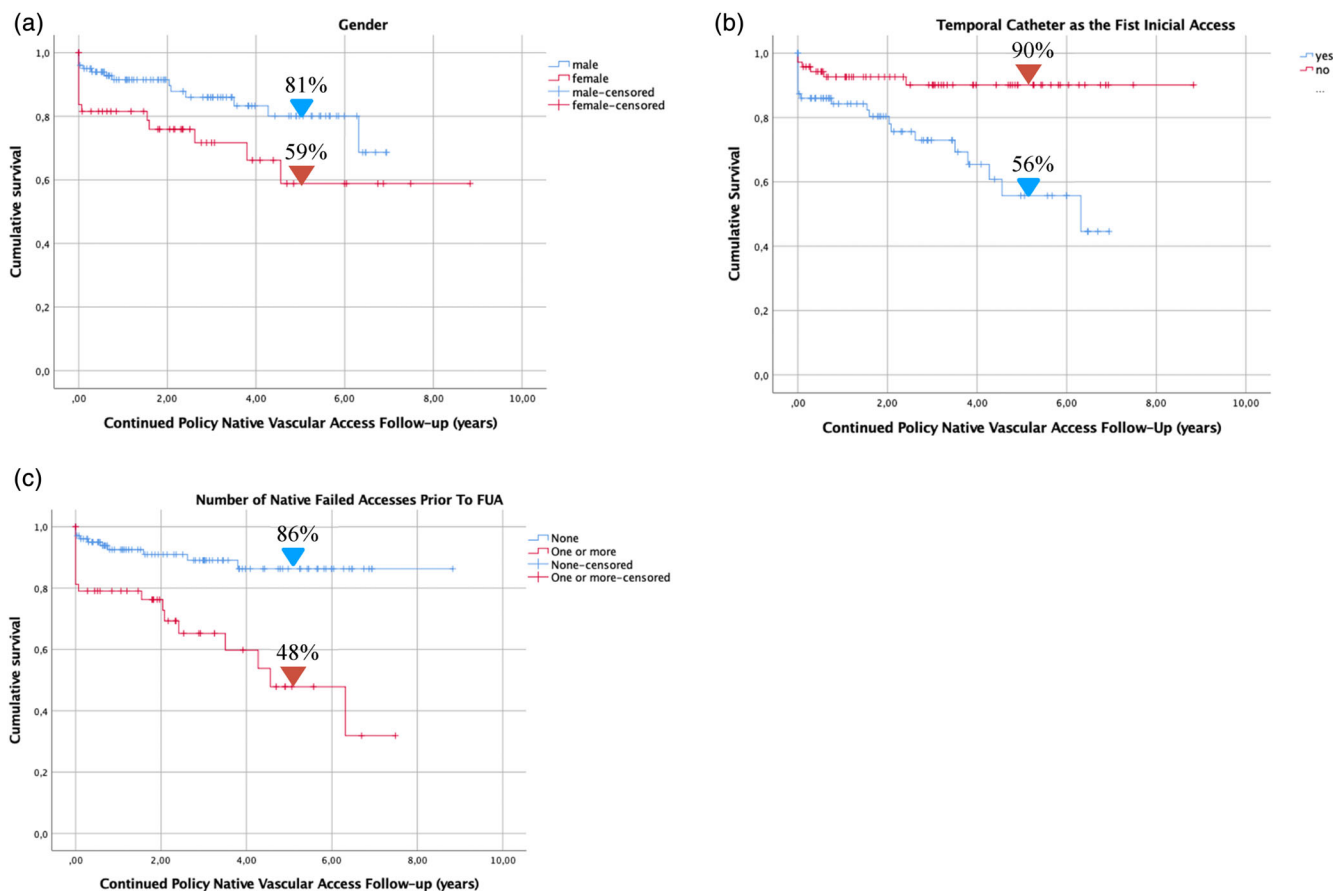 (a)
Gender
male
female
male-censored
female-censored
81%
59%
Cumulative Survival
1,0
0,8
0,6
0,4
0,2
0,0
,00 2,00 4,00 6,00 8,00 10,00
Continued Policy Native Vascular Access Follow-up (years)
(b)
Temporal Catheter as the Fist Inicial Access
yes
no
...
90%
56%
Cumulative Survival
1,0
0,8
0,6
0,4
0,2
0,0
,00 2,00 4,00 6,00 8,00 10,00
Continued Policy Native Vascular Access Follow-Up (years)
(c)
Number of Native Failed Accesses Prior To FUA
None
One or more
None-censored
One or more-censored
86%
48%
Cumulative survival
1,0
0,8
0,6
0,4
0,2
0,0
,00 2,00 4,00 6,00 8,00 10,00
Continued Policy Native Vascular Access Follow-up (years)